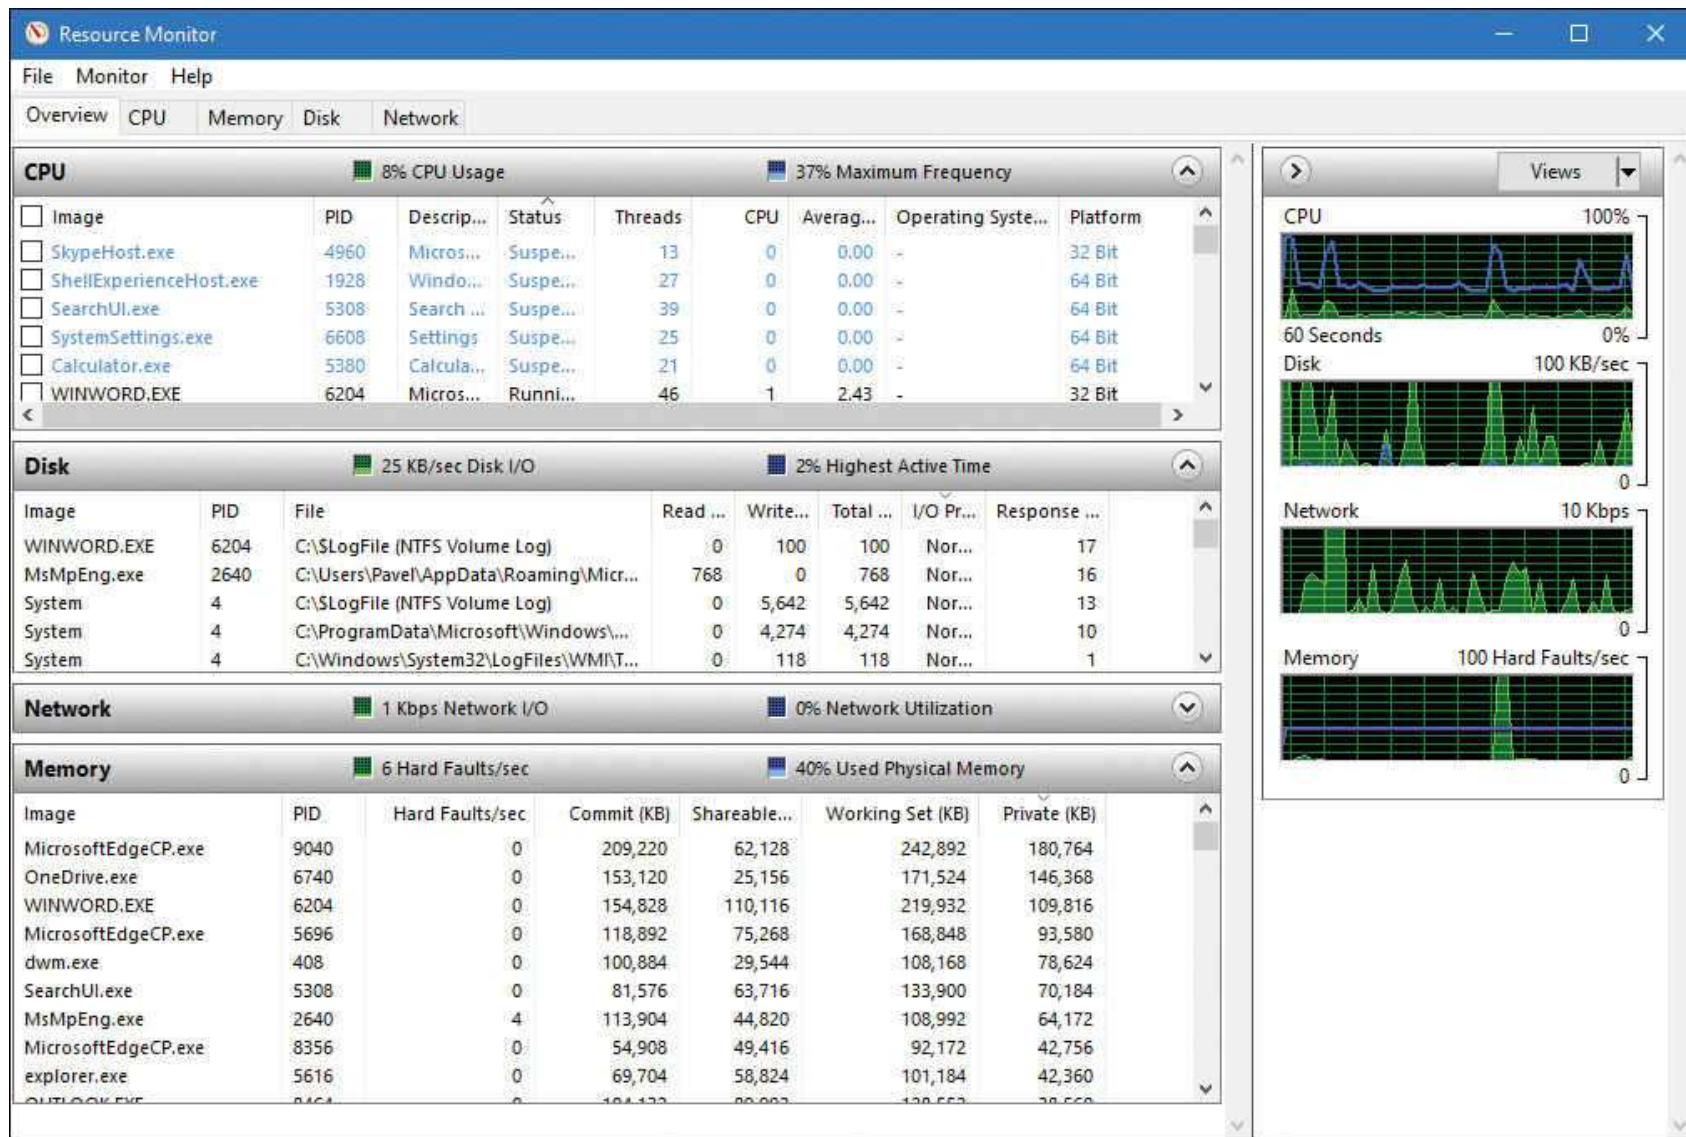 Resource Monitor
File Monitor Help
Overview CPU Memory Disk Network
CPU 8% CPU Usage 37% Maximum Frequency
Image PID Descrip... Status Threads CPU Averag... Operating Syste... Platform
SkypeHost.exe 4960 Micros... Suspe... 13 0 0.00 - 32 Bit
ShellExperienceHost.exe 1928 Windo... Suspe... 27 0 0.00 - 64 Bit
SearchUI.exe 5308 Search ... Suspe... 39 0 0.00 - 64 Bit
SystemSettings.exe 6608 Settings Suspe... 25 0 0.00 - 64 Bit
Calculator.exe 5380 Calcula... Suspe... 21 0 0.00 - 64 Bit
WINWORD.EXE 6204 Micros... Runni... 46 1 2.43 - 32 Bit
Disk 25 KB/sec Disk I/O 2% Highest Active Time
Image PID File Read ... Write... Total ... I/O Pr... Response ...
WINWORD.EXE 6204 C:\$LogFile (NTFS Volume Log) 0 100 100 Nor... 17
MsMpEng.exe 2640 C:\Users\Pavel\AppData\Roaming\Micr... 768 0 768 Nor... 16
System 4 C:\$LogFile (NTFS Volume Log) 0 5,642 5,642 Nor... 13
System 4 C:\ProgramData\Microsoft\Windows\... 0 4,274 4,274 Nor... 10
System 4 C:\Windows\System32\LogFiles\WMI\T... 0 118 118 Nor... 1
Network 1 Kbps Network I/O 0% Network Utilization
Memory 6 Hard Faults/sec 40% Used Physical Memory
Image PID Hard Faults/sec Commit (KB) Shareable... Working Set (KB) Private (KB)
MicrosoftEdgeCP.exe 9040 0 209,220 62,128 242,892 180,764
OneDrive.exe 6740 0 153,120 25,156 171,524 146,368
WINWORD.EXE 6204 0 154,828 110,116 219,932 109,816
MicrosoftEdgeCP.exe 5696 0 118,892 75,268 168,848 93,580
dwm.exe 408 0 100,884 29,544 108,168 78,624
SearchUI.exe 5308 0 81,576 63,716 133,900 70,184
MsMpEng.exe 2640 4 113,904 44,820 108,992 64,172
MicrosoftEdgeCP.exe 8356 0 54,908 49,416 92,172 42,756
explorer.exe 5616 0 69,704 58,824 101,184 42,360
OUTLOOK.EXE
Views
CPU 100%
60 Seconds 0%
Disk 100 KB/sec
0
Network 10 Kbps
0
Memory 100 Hard Faults/sec
0